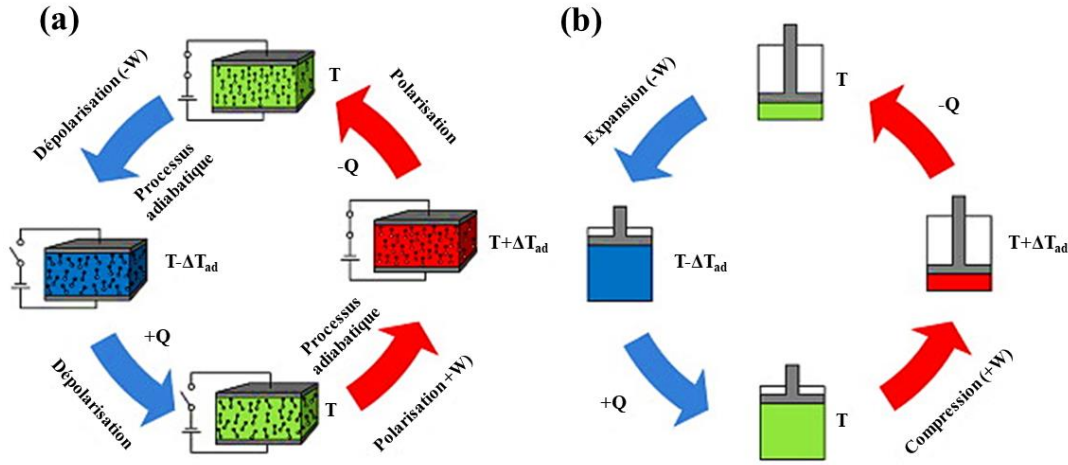 (a)
Dépolarisation (-W)
Processus
adiabatique
T
Polarisation
-Q
T-ΔTad
T+ΔTad
+Q
Dépolarisation
Processus
adiabatique
T
Polarisation +W)
(b)
Expansion (-W)
T
-Q
T-ΔTad
T+ΔTad
+Q
T
Compression (+W)